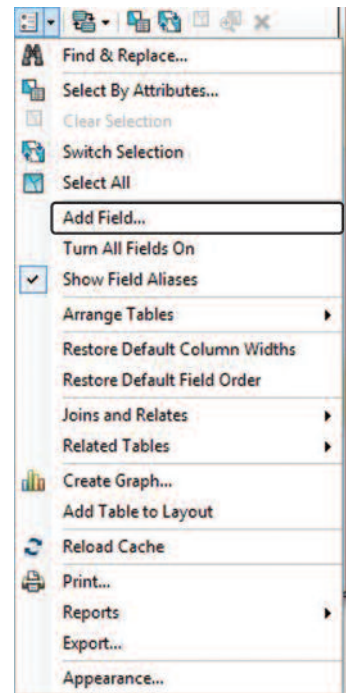 Find & Replace...
Select By Attributes...
Clear Selection
Switch Selection
Select All
Add Field...
Turn All Fields On
Show Field Aliases
Arrange Tables
Restore Default Column Widths
Restore Default Field Order
Joins and Relates
Related Tables
Create Graph...
Add Table to Layout
Reload Cache
Print...
Reports
Export...
Appearance...